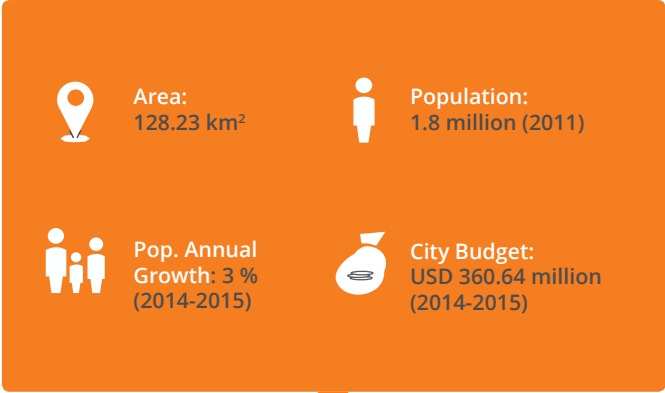 Area:
128.23 km²
Population:
1.8 million (2011)
Pop. Annual
Growth: 3 %
(2014-2015)
City Budget:
USD 360.64 million
(2014-2015)